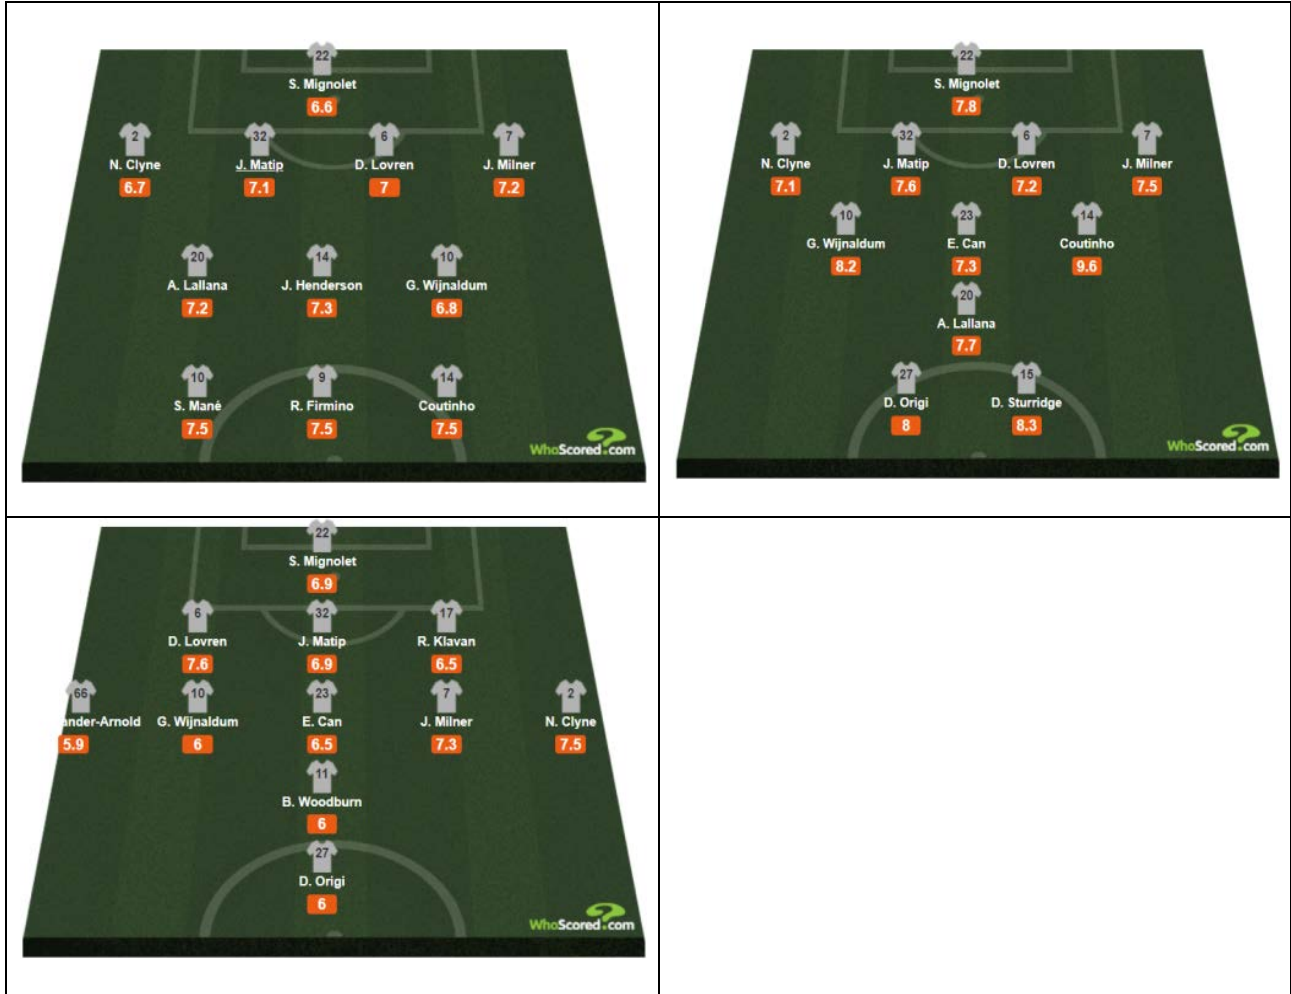 22
S. Mignolet
6.6
2 32 6 7
N. Clyne J. Matip D. Lovren J. Milner
6.7 7.1 7 7.2
20 14 10
A. Lallana J. Henderson G. Wijnaldum
7.2 7.3 6.8
10 9 14
S. Mané R. Firmino Coutinho
7.5 7.5 7.5
WhoScored.com
22
S. Mignolet
7.8
2 32 6 7
N. Clyne J. Matip D. Lovren J. Milner
7.1 7.6 7.2 7.5
10 23 14
G. Wijnaldum E. Can Coutinho
8.2 7.3 9.6
20
A. Lallana
7.7
27 15
D. Origi D. Sturridge
8 8.3
WhoScored.com
22
S. Mignolet
6.9
6 32 17
D. Lovren J. Matip R. Klavan
7.6 6.9 6.5
66 10 23 7 2
ander-Arnold G. Wijnaldum E. Can J. Milner N. Clyne
5.9 6 6.5 7.3 7.5
11
B. Woodburn
6
27
D. Origi
6
WhoScored.com